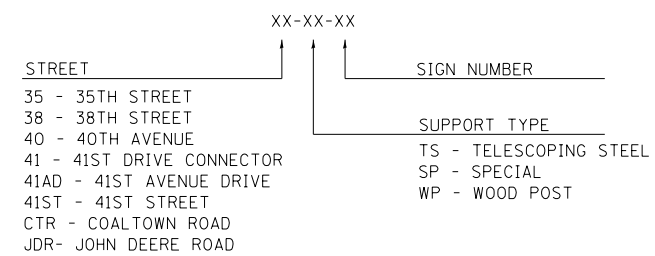 XX-XX-XX
STREET
35 - 35TH STREET
38 - 38TH STREET
40 - 40TH AVENUE
41 - 41ST DRIVE CONNECTOR
41AD - 41ST AVENUE DRIVE
41ST - 41ST STREET
CTR - COALTOWN ROAD
JDR- JOHN DEERE ROAD
SIGN NUMBER
SUPPORT TYPE
TS - TELESCOPING STEEL
SP - SPECIAL
WP - WOOD POST